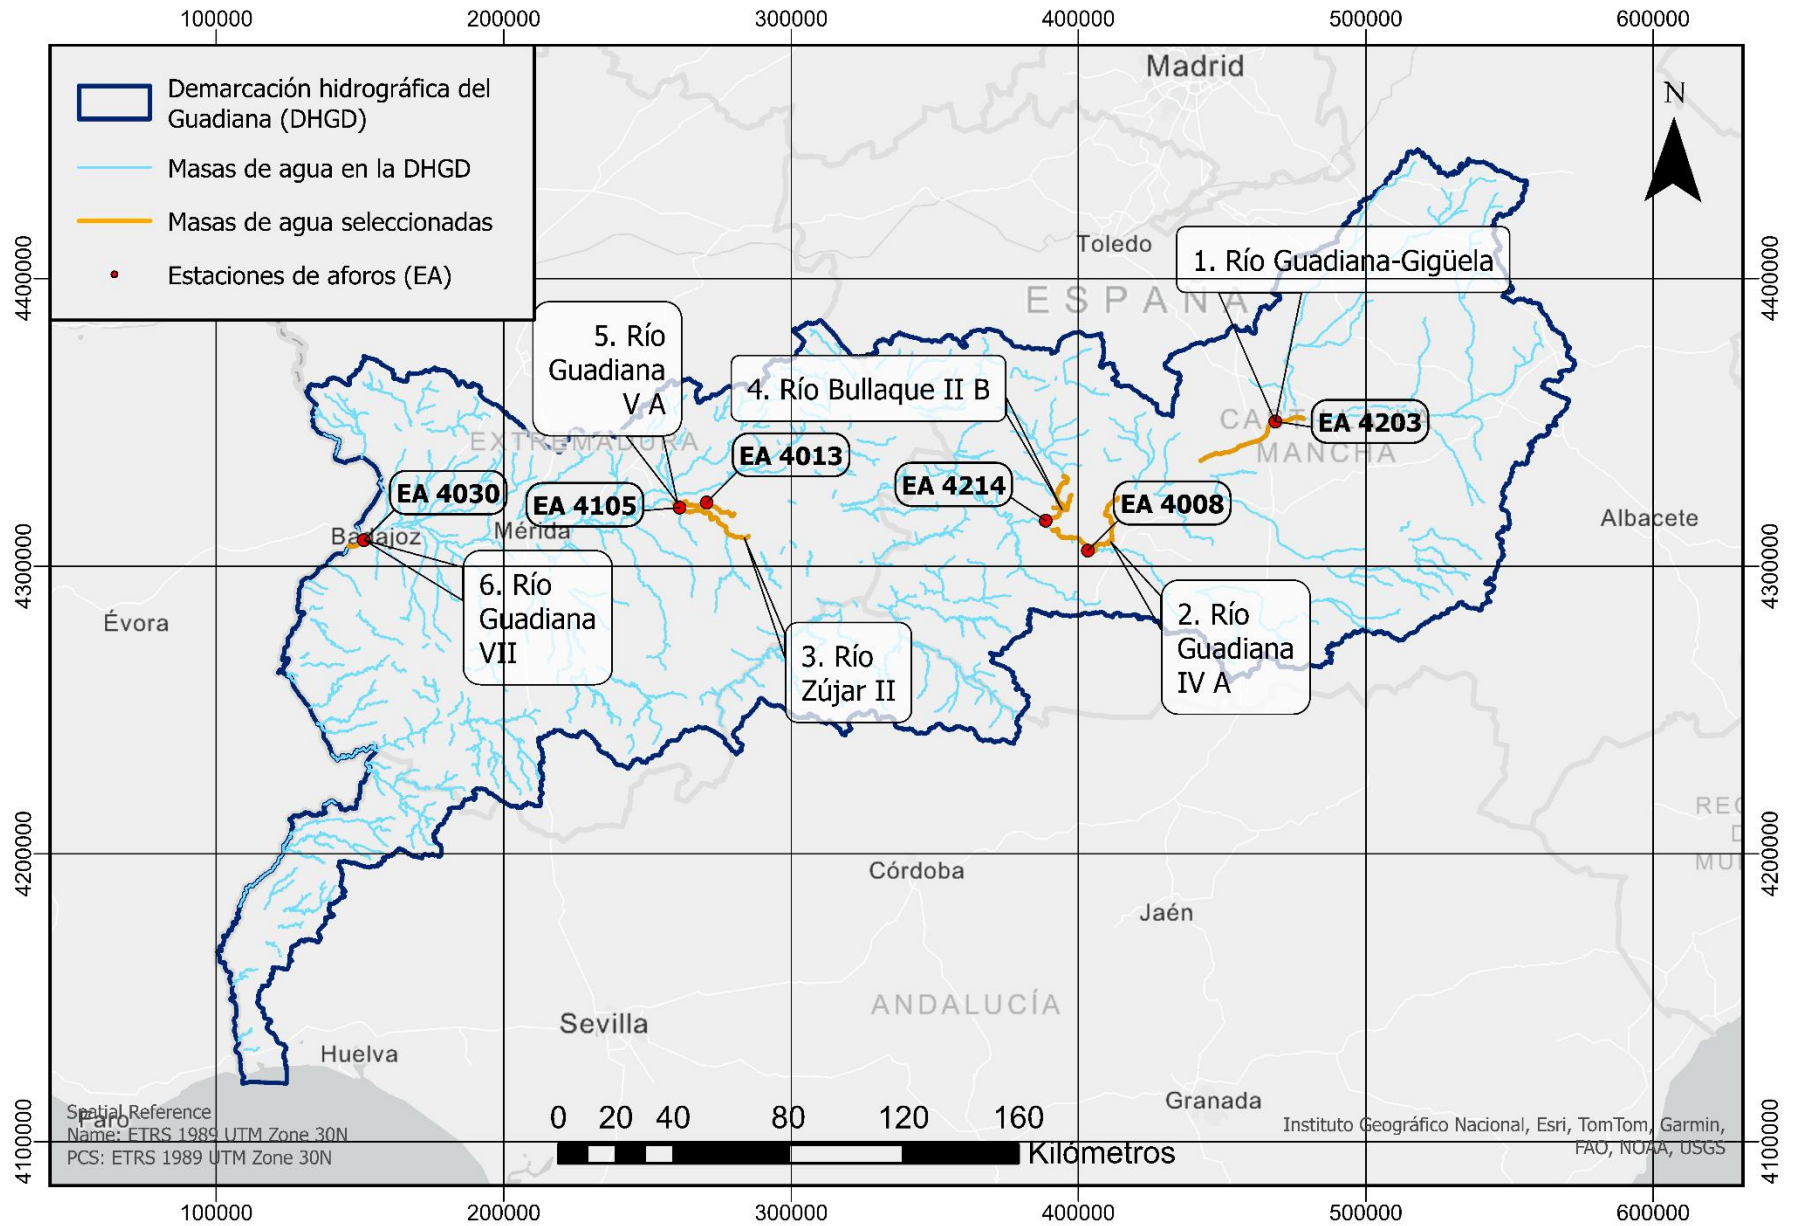 100000
200000
300000
400000
500000
600000
Demarcación hidrográfica del
Guadiana (DHGD)
Masas de agua en la DHGD
Masas de agua seleccionadas
Estaciones de aforos (EA)
Madrid
N
Toledo
1. Río Guadiana-Gigüela
4400000
4400000
ESPAÑA
5. Río
Guadiana
V A
4. Río Bullaque II B
EXTREMADURA
CASTILLA-LA
MANCHA
EA 4203
EA 4013
EA 4030
EA 4105
EA 4214
EA 4008
Badajoz
Mérida
Albacete
4300000
4300000
6. Río
Guadiana
VII
Évora
2. Río
Guadiana
IV A
3. Río
Zújar II
4200000
4200000
Córdoba
Jaén
ANDALUCÍA
Sevilla
Huelva
Granada
Faro
Spatial Reference
Name: ETRS 1989 UTM Zone 30N
PCS: ETRS 1989 UTM Zone 30N
0 20 40 80 120 160
Kilómetros
Instituto Geográfico Nacional, Esri, TomTom, Garmin,
FAO, NOAA, USGS
4100000
4100000
100000
200000
300000
400000
500000
600000